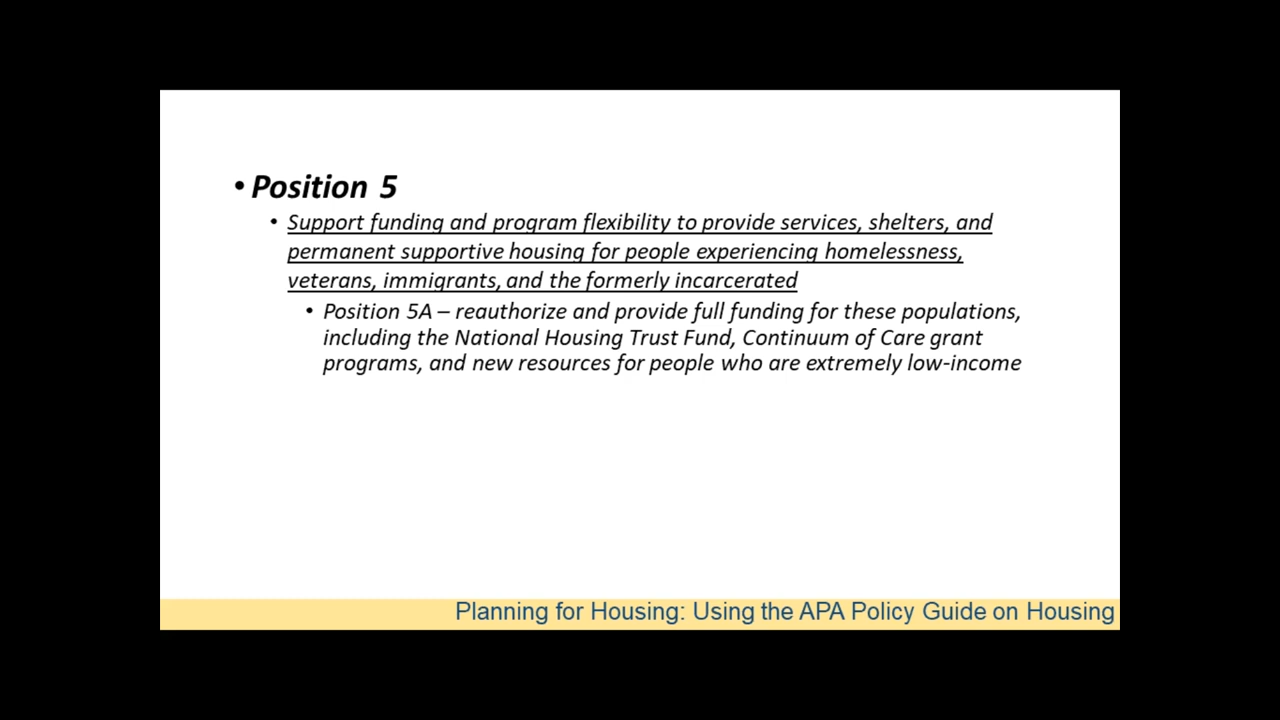 • Position 5
• Support funding and program flexibility to provide services, shelters, and
permanent supportive housing for people experiencing homelessness,
veterans, immigrants, and the formerly incarcerated
• Position 5A – reauthorize and provide full funding for these populations,
including the National Housing Trust Fund, Continuum of Care grant
programs, and new resources for people who are extremely low-income
Planning for Housing: Using the APA Policy Guide on Housing